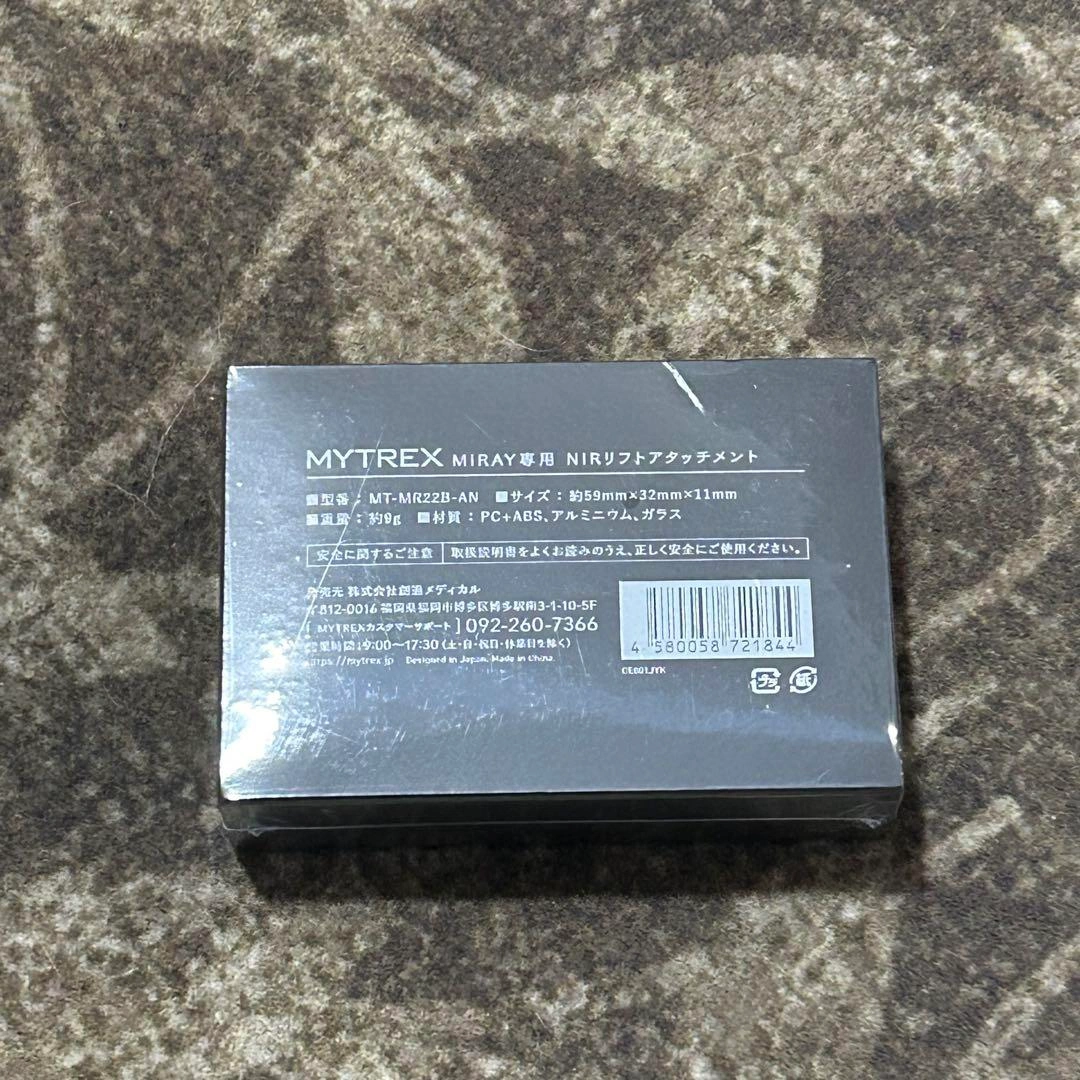 MYTREX MiRAY専用 NIRリフトアタッチメント
■型番：MT-MR22B-AN ■サイズ：約59mm×32mm×11mm
■重量：約9g ■材質：PC+ABS、アルミニウム、ガラス
安全に関するご注意 取扱説明書をよくお読みのうえ、正しく安全にご使用ください。
発売元 株式会社創通メディカル
〒812-0016 福岡県福岡市博多区博多駅南3-1-10-5F
[MYTREXカスタマーサポート] 092-260-7366
営業時間 9:00〜17:30（土・日・祝日・休業日を除く）
https://mytrex.jp Designed in Japan, Made in China.
4 580058 721844
プラ 紙